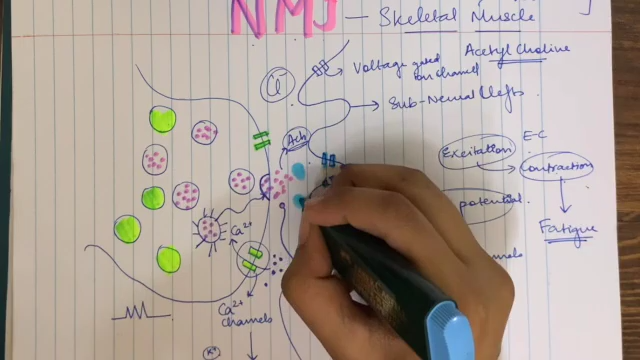 NMJ — Skeletal Muscle
Acetyl Choline
Voltage gated
Ion channel
Cl⁻
Sub-Neural Clefts
Ach
E-C
Excitation
Contraction
potential
Fatigue
Ca²⁺
Ca²⁺
channels
K⁺